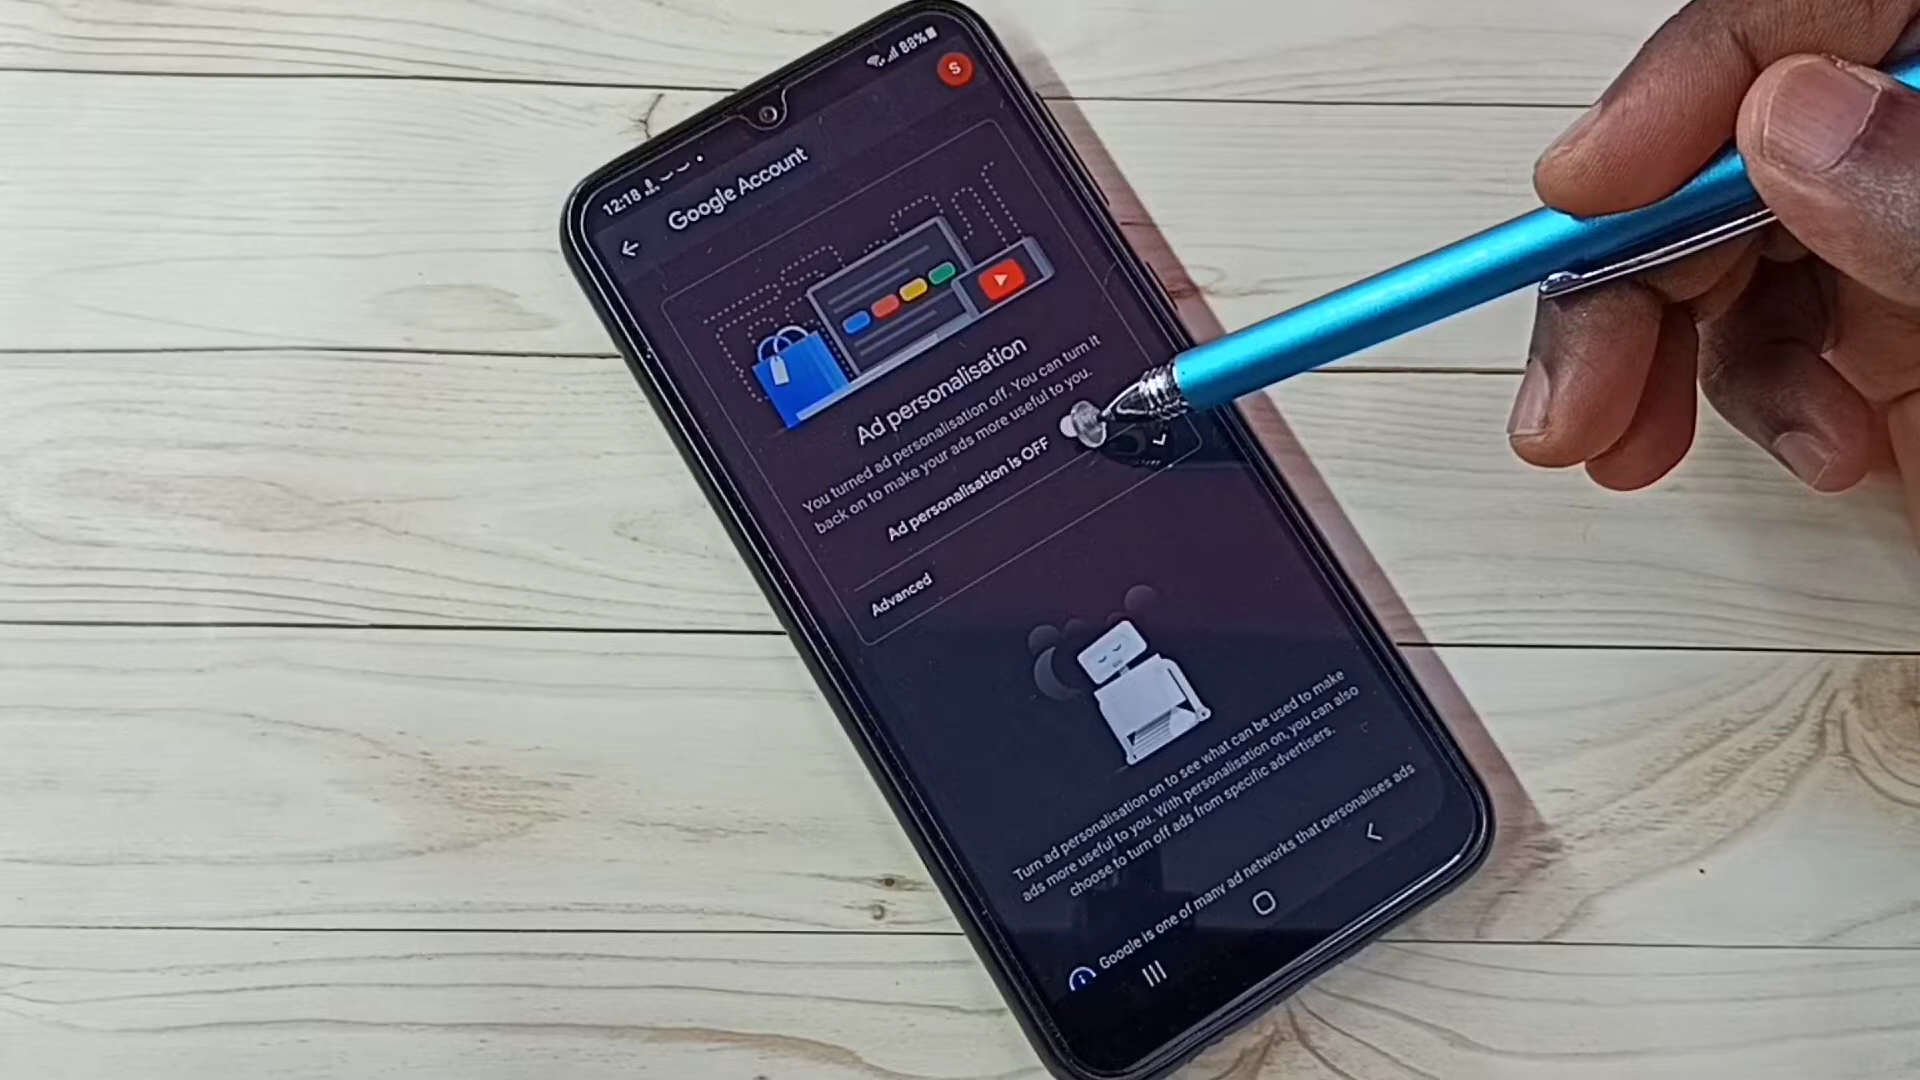 12:18
88%
S
Google Account
Ad personalisation
You turned ad personalisation off. You can turn it
back on to make your ads more useful to you.
Ad personalisation is OFF
Advanced
Turn ad personalisation on to see what can be used to make
ads more useful to you. With personalisation on, you can also
choose to turn off ads from specific advertisers.
Google is one of many ad networks that personalises ads